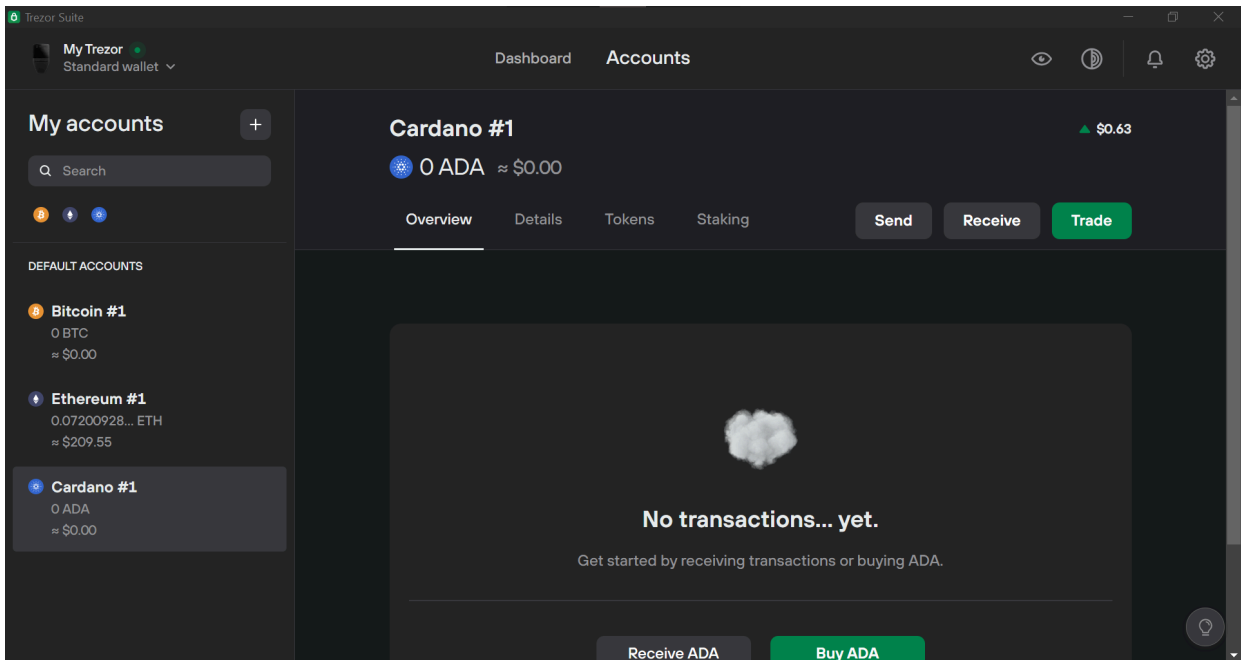 Trezor Suite
My Trezor
Standard wallet
Dashboard Accounts
My accounts
+
Search
DEFAULT ACCOUNTS
Bitcoin #1
0 BTC
≈ $0.00
Ethereum #1
0.07200928... ETH
≈ $209.55
Cardano #1
0 ADA
≈ $0.00
Cardano #1
$0.63
0 ADA ≈ $0.00
Overview Details Tokens Staking Send Receive Trade
No transactions... yet.
Get started by receiving transactions or buying ADA.
Receive ADA Buy ADA